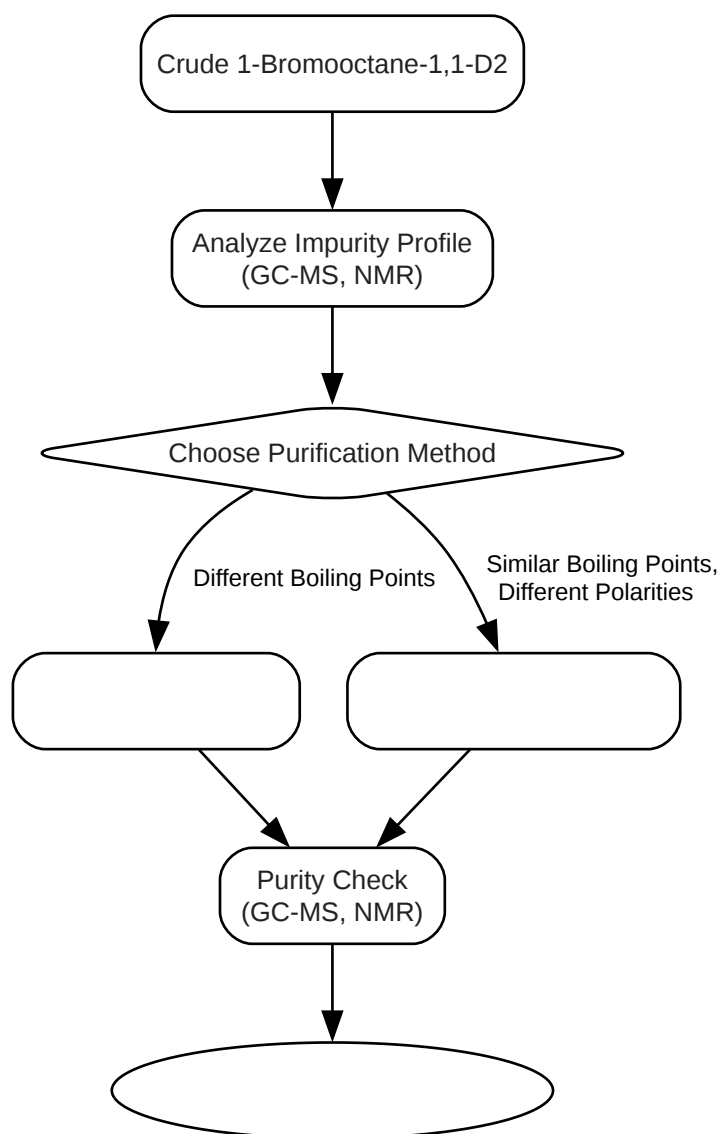 Crude 1-Bromooctane-1,1-D2
Analyze Impurity Profile
(GC-MS, NMR)
Choose Purification Method
Different Boiling Points
Similar Boiling Points,
Different Polarities
Purity Check
(GC-MS, NMR)